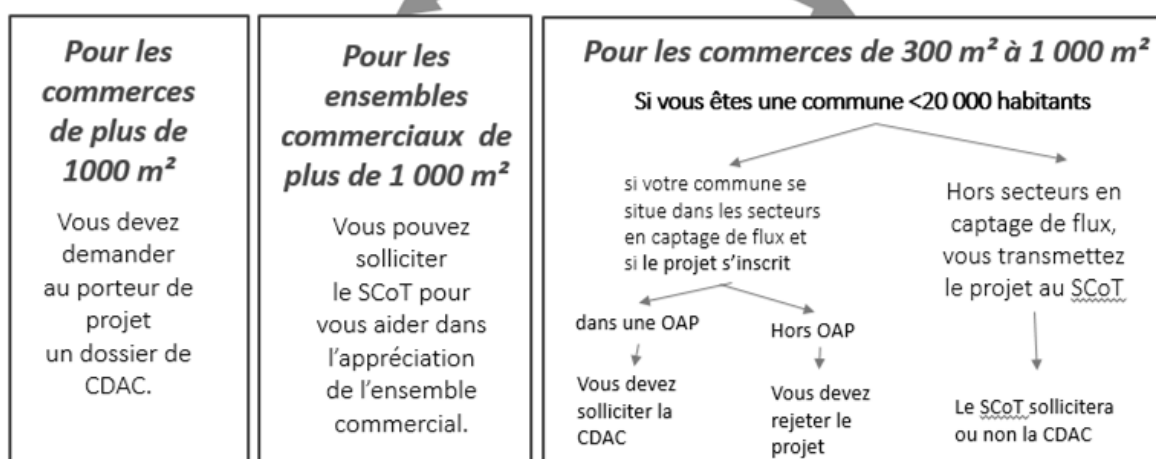 Pour les
commerces
de plus de
1000 m²
Vous devez
demander
au porteur de
projet
un dossier de
CDAC.
Pour les
ensembles
commerciaux de
plus de 1 000 m²
Vous pouvez
solliciter
le SCoT pour
vous aider dans
l'appréciation
de l'ensemble
commercial.
Pour les commerces de 300 m² à 1 000 m²
Si vous êtes une commune <20 000 habitants
si votre commune se
situe dans les secteurs
en captage de flux et
si le projet s'inscrit
dans une OAP
Vous devez
solliciter la
CDAC
Hors OAP
Vous devez
rejeter le
projet
Hors secteurs en
captage de flux,
vous transmettez
le projet au SCoT
Le SCoT sollicitera
ou non la CDAC